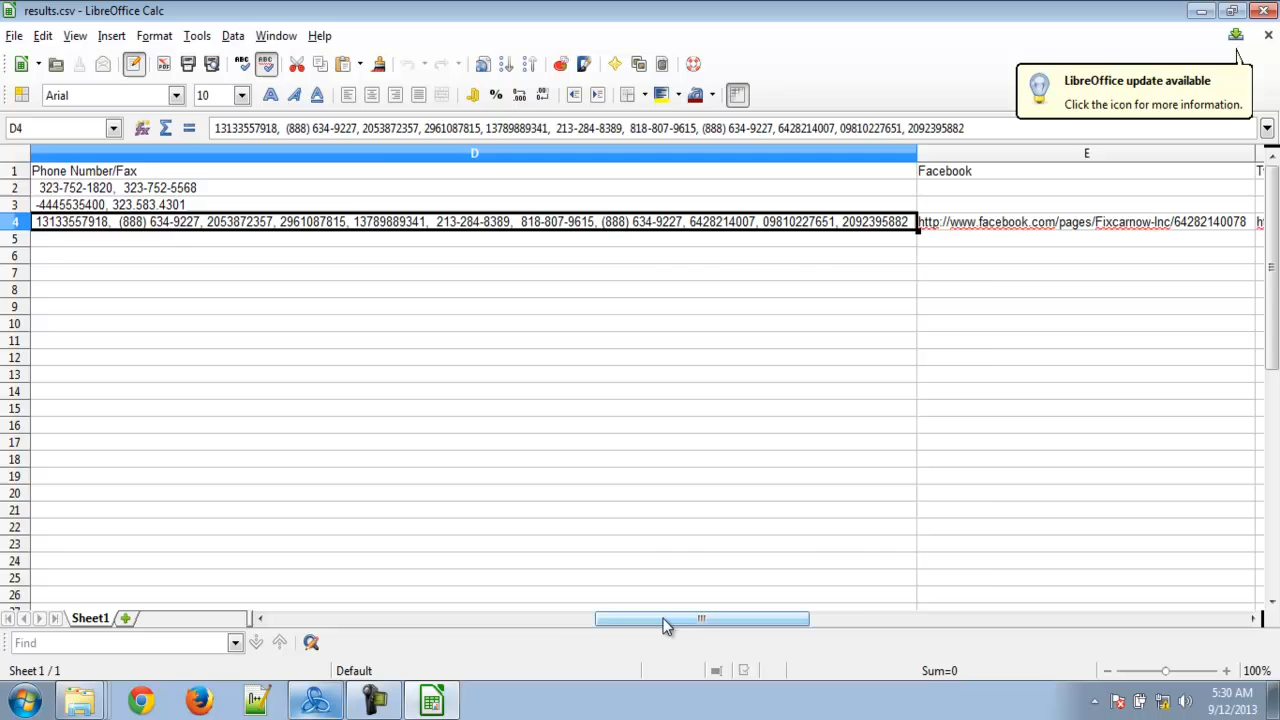 results.csv - LibreOffice Calc
File Edit View Insert Format Tools Data Window Help
LibreOffice update available
Click the icon for more information.
Arial 10
D4 13133557918, (888) 634-9227, 2053872357, 2961087815, 13789889341, 213-284-8389, 818-807-9615, (888) 634-9227, 6428214007, 09810227651, 2092395882
D E
1 Phone Number/Fax Facebook
2 323-752-1820, 323-752-5568
3 -4445535400, 323.583.4301
4 13133557918, (888) 634-9227, 2053872357, 2961087815, 13789889341, 213-284-8389, 818-807-9615, (888) 634-9227, 6428214007, 09810227651, 2092395882 http://www.facebook.com/pages/Fixcarnow-Inc/64282140078
5
6
7
8
9
10
11
12
13
14
15
16
17
18
19
20
21
22
23
24
25
26
Sheet1
Find
Sheet 1 / 1 Default Sum=0 100%
5:30 AM
9/12/2013